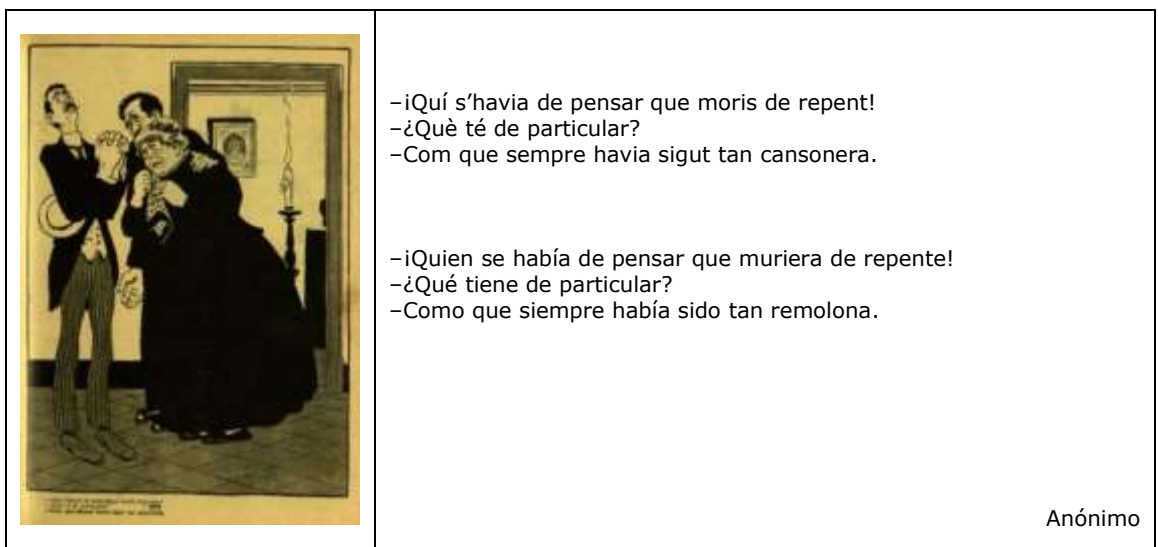 –¡Quí s’havia de pensar que moris de repent!
–¿Què té de particular?
–Com que sempre havia sigut tan cansonera.
–¡Quien se había de pensar que muriera de repente!
–¿Qué tiene de particular?
–Como que siempre había sido tan remolona.
Anónimo